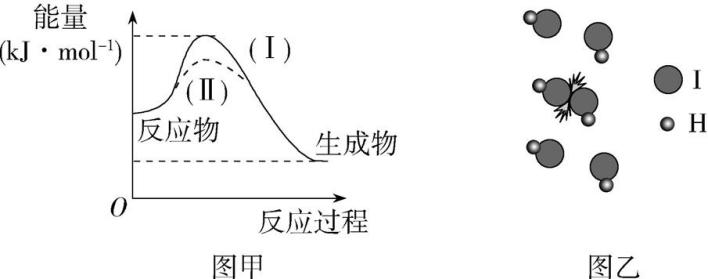 能量
(kJ·mol⁻¹)
(Ⅰ)
(Ⅱ)
反应物
生成物
O
反应过程
图甲
I
H
图乙